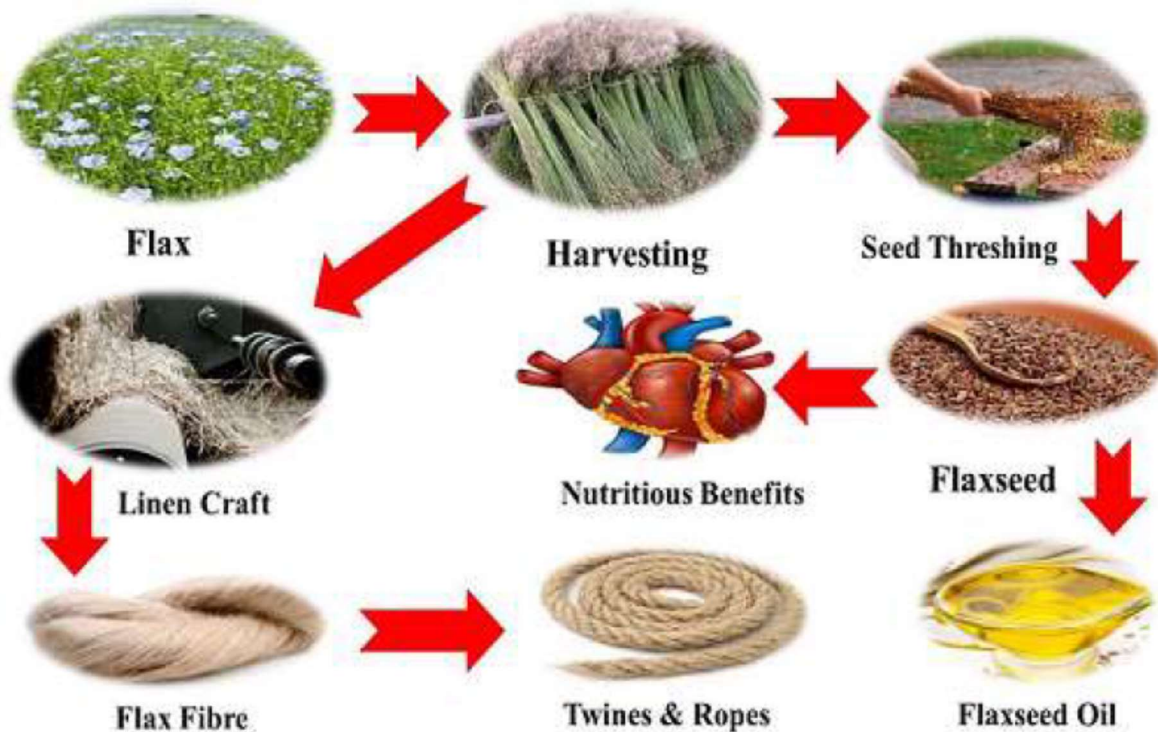 Flax
Harvesting
Seed Threshing
Linen Craft
Nutritious Benefits
Flaxseed
Flax Fibre
Twines & Ropes
Flaxseed Oil